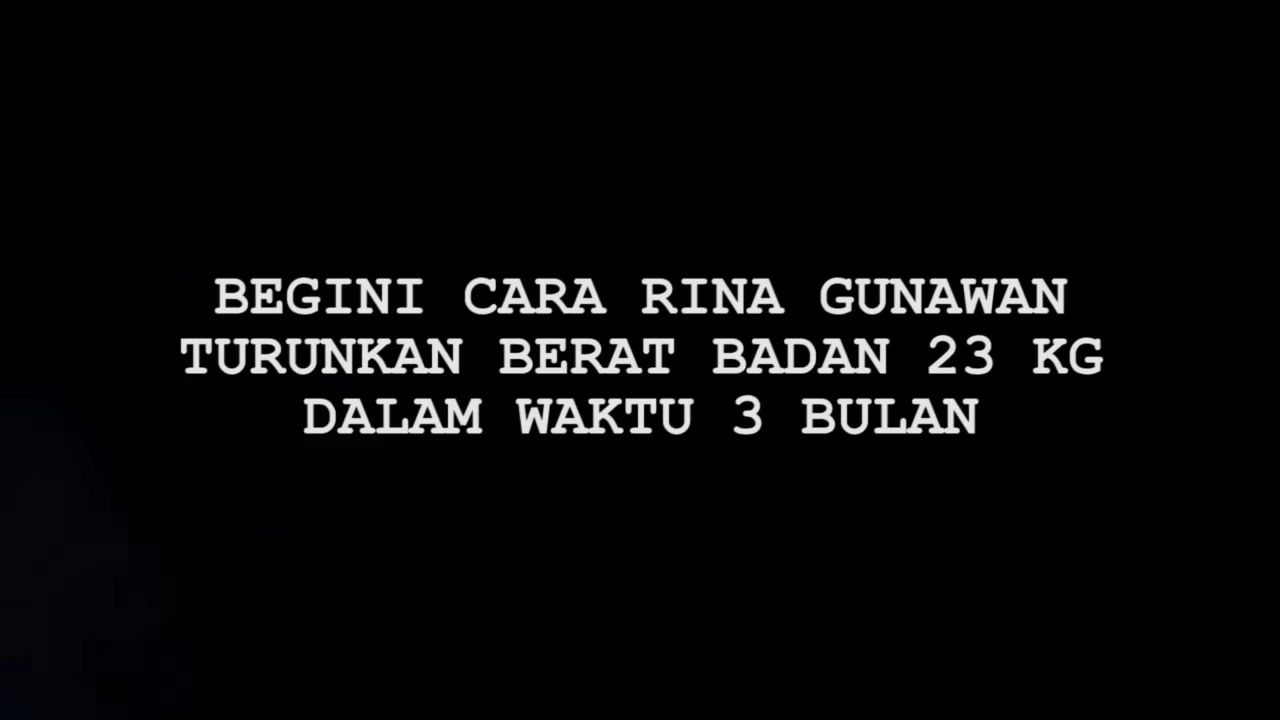 BEGINI CARA RINA GUNAWAN
TURUNKAN BERAT BADAN 23 KG
DALAM WAKTU 3 BULAN